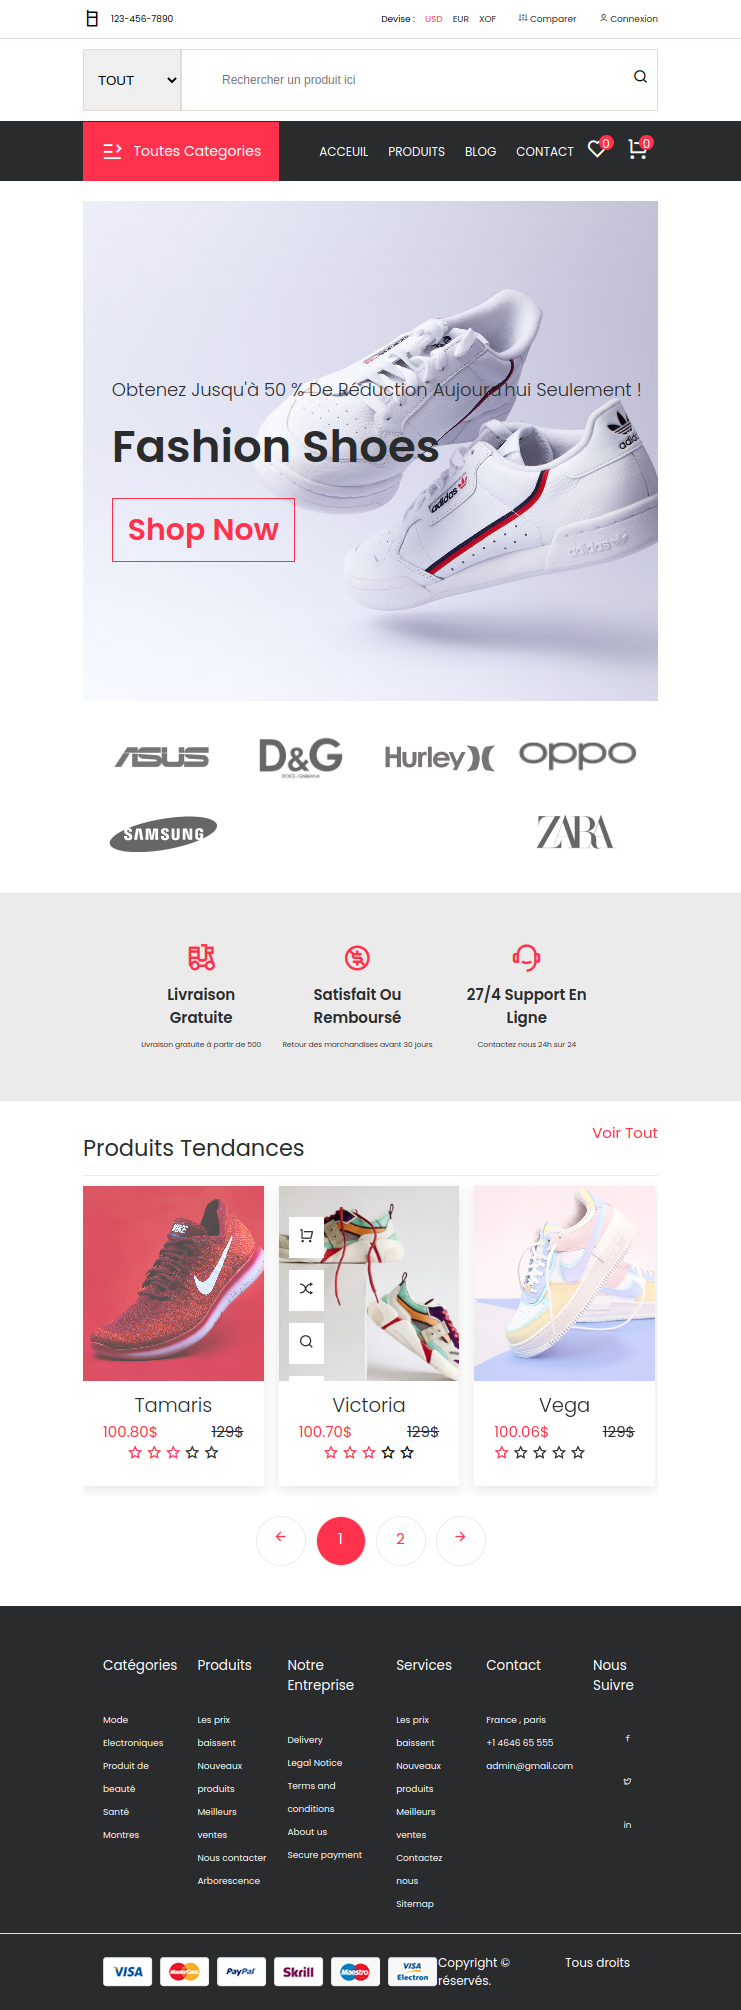 123-456-7890 Devise : USD EUR XOF Comparer Connexion
TOUT Rechercher un produit ici
Toutes Categories ACCEUIL PRODUITS BLOG CONTACT 0 0
Obtenez Jusqu'à 50 % De Réduction Aujourd'hui Seulement !
Fashion Shoes
Shop Now
adidas
adidas
adidas
ASUS D&G Hurley oppo
DOLCE & GABBANA
SAMSUNG ZARA
Livraison
Gratuite
Livraison gratuite à partir de 500
Satisfait Ou
Remboursé
Retour des marchandises avant 30 jours
27/4 Support En
Ligne
Contactez nous 24h sur 24
Produits Tendances Voir Tout
NIKE
Tamaris
100.80$ 129$
Victoria
100.70$ 129$
Vega
100.06$ 129$
1 2
Catégories
Mode
Electroniques
Produit de
beauté
Santé
Montres
Produits
Les prix
baissent
Nouveaux
produits
Meilleurs
ventes
Nous contacter
Arborescence
Notre
Entreprise
Delivery
Legal Notice
Terms and
conditions
About us
Secure payment
Services
Les prix
baissent
Nouveaux
produits
Meilleurs
ventes
Contactez
nous
Sitemap
Contact
France , paris
+1 4646 65 555
admin@gmail.com
Nous
Suivre
f
in
VISA MasterCard PayPal Skrill Maestro VISA Electron
Copyright © Tous droits
réservés.